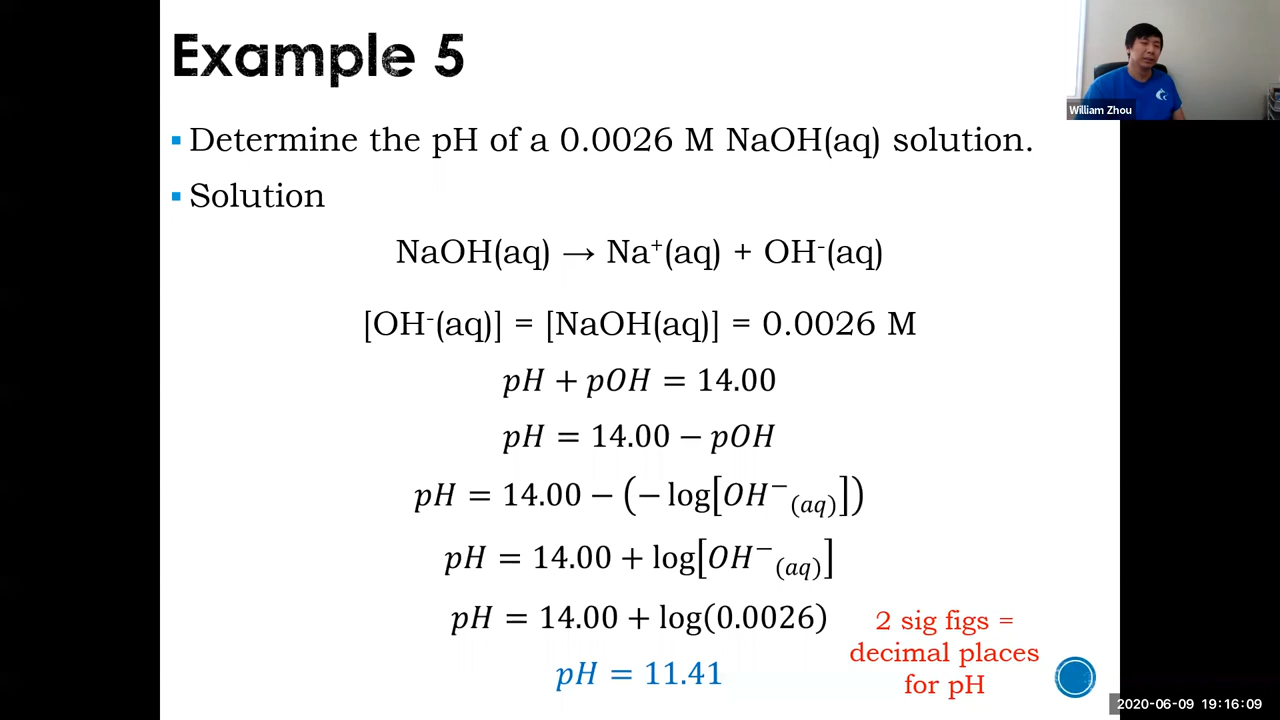 Example 5
William Zhou
▪ Determine the pH of a 0.0026 M NaOH(aq) solution.
▪ Solution
NaOH(aq) → Na⁺(aq) + OH⁻(aq)
[OH⁻(aq)] = [NaOH(aq)] = 0.0026 M
pH + pOH = 14.00
pH = 14.00 − pOH
pH = 14.00 − (− log[OH⁻₍aq₎])
pH = 14.00 + log[OH⁻₍aq₎]
pH = 14.00 + log(0.0026)
pH = 11.41
2 sig figs =
decimal places
for pH
2020-06-09 19:16:09